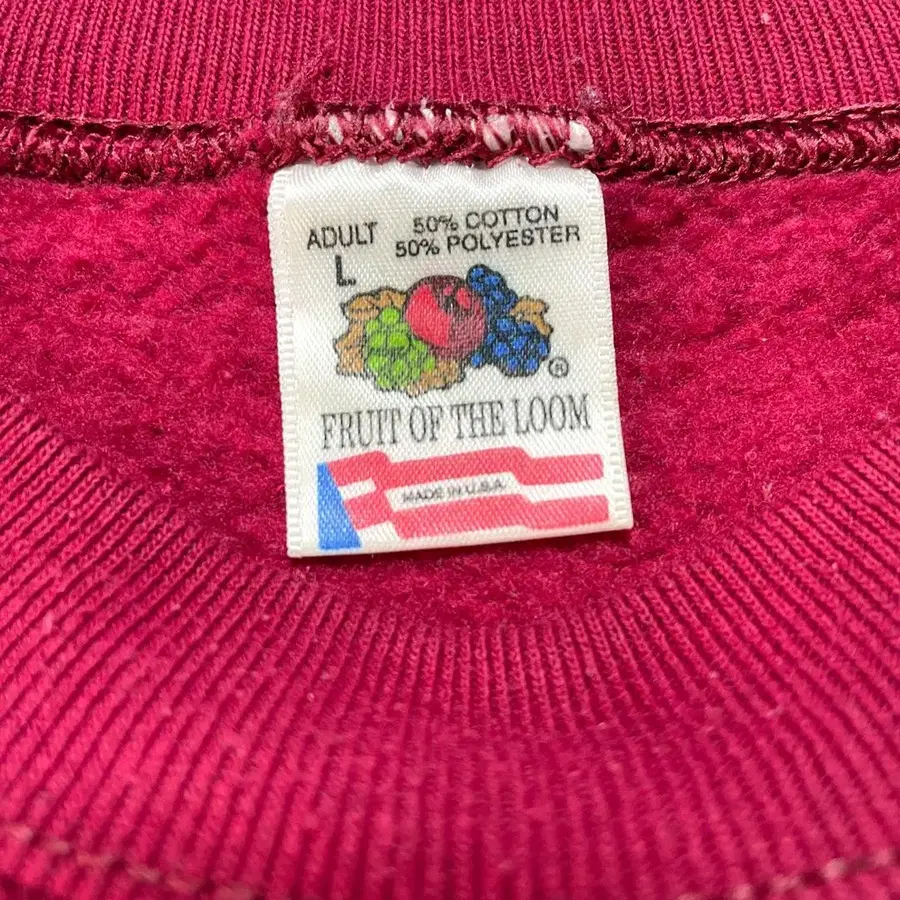 ADULT
L
50% COTTON
50% POLYESTER
®
FRUIT OF THE LOOM
MADE IN U.S.A.